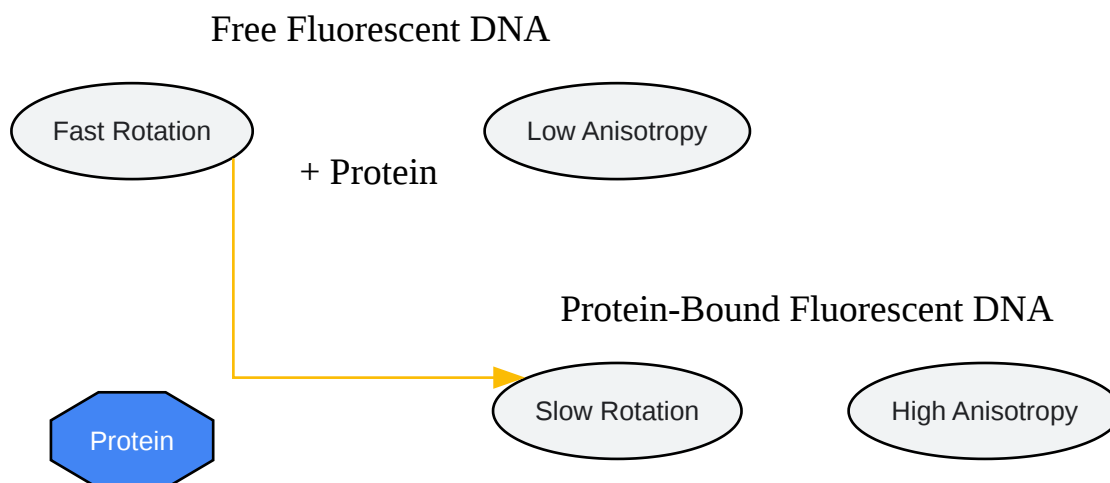 Free Fluorescent DNA
Fast Rotation
Low Anisotropy
+ Protein
Protein-Bound Fluorescent DNA
Slow Rotation
High Anisotropy
Protein